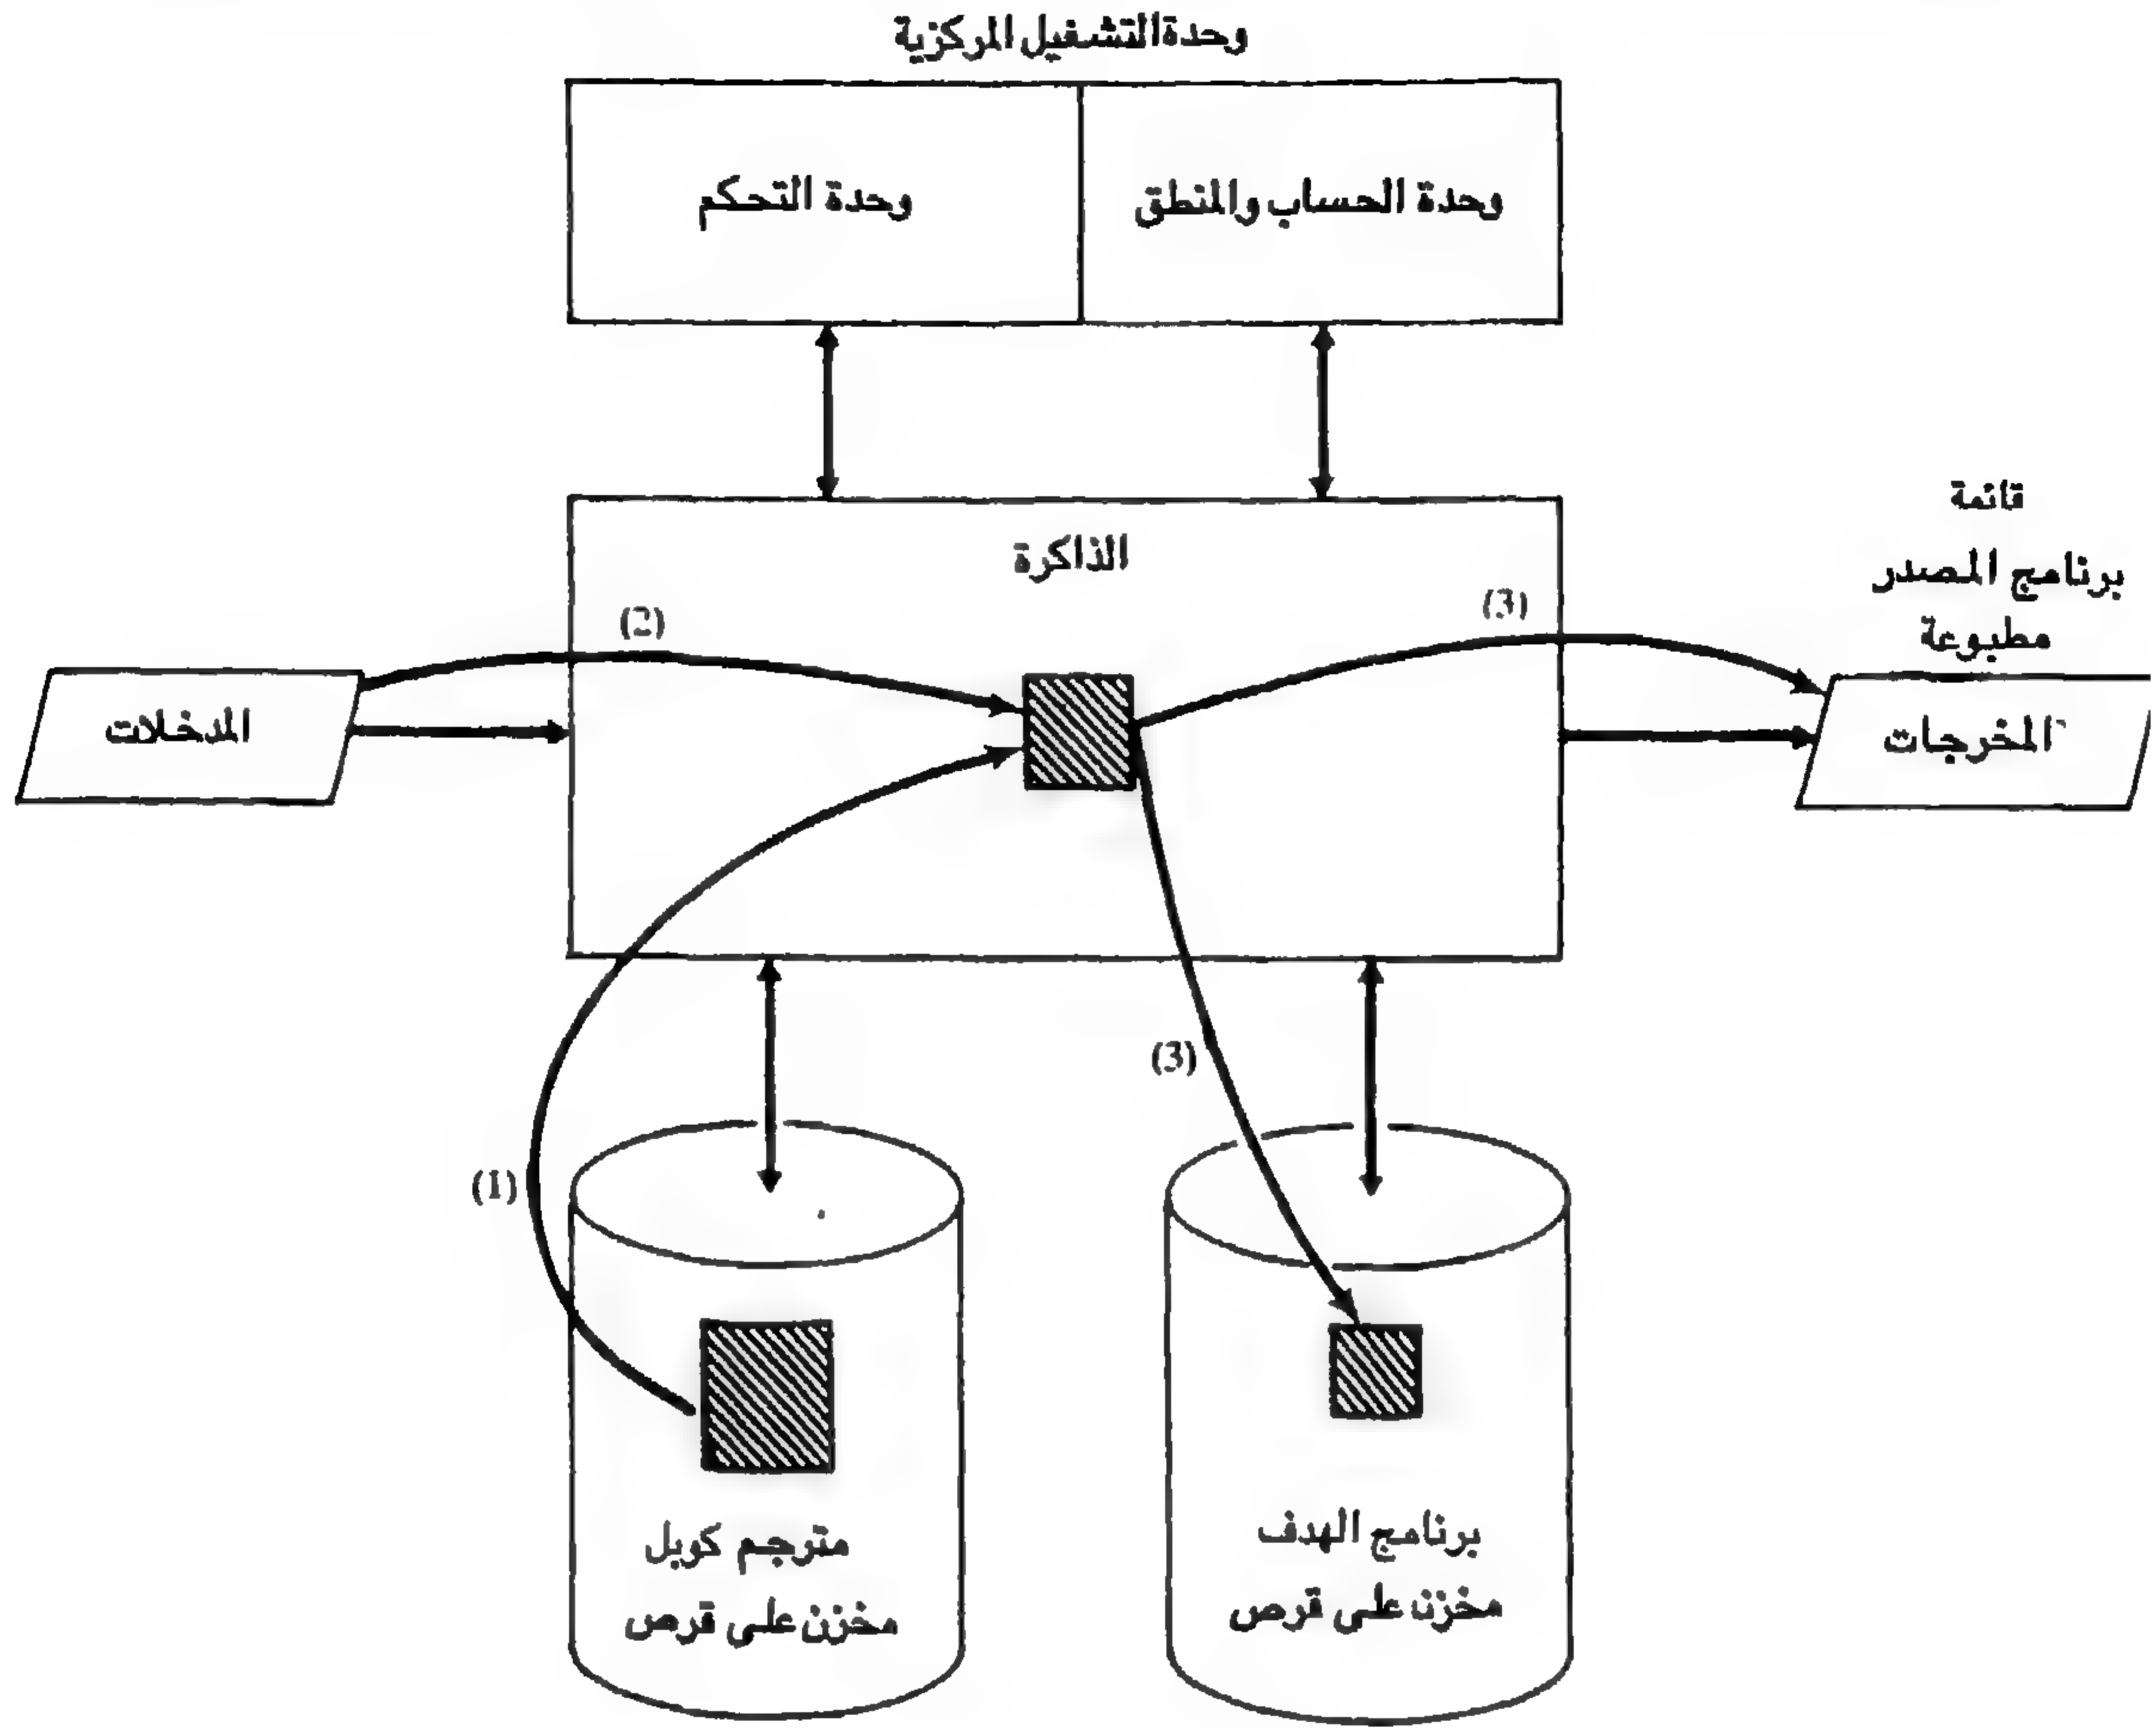 وحدة التشغيل المركزية
وحدة الحساب والمنطق
وحدة التحكم
الذاكرة
قائمة
برنامج المصدر
مطبوعة
(3)
(2)
المدخلات
المخرجات
(3)
(1)
مترجم كوبل
مخزن على قرص
برنامج الهدف
مخزن على قرص